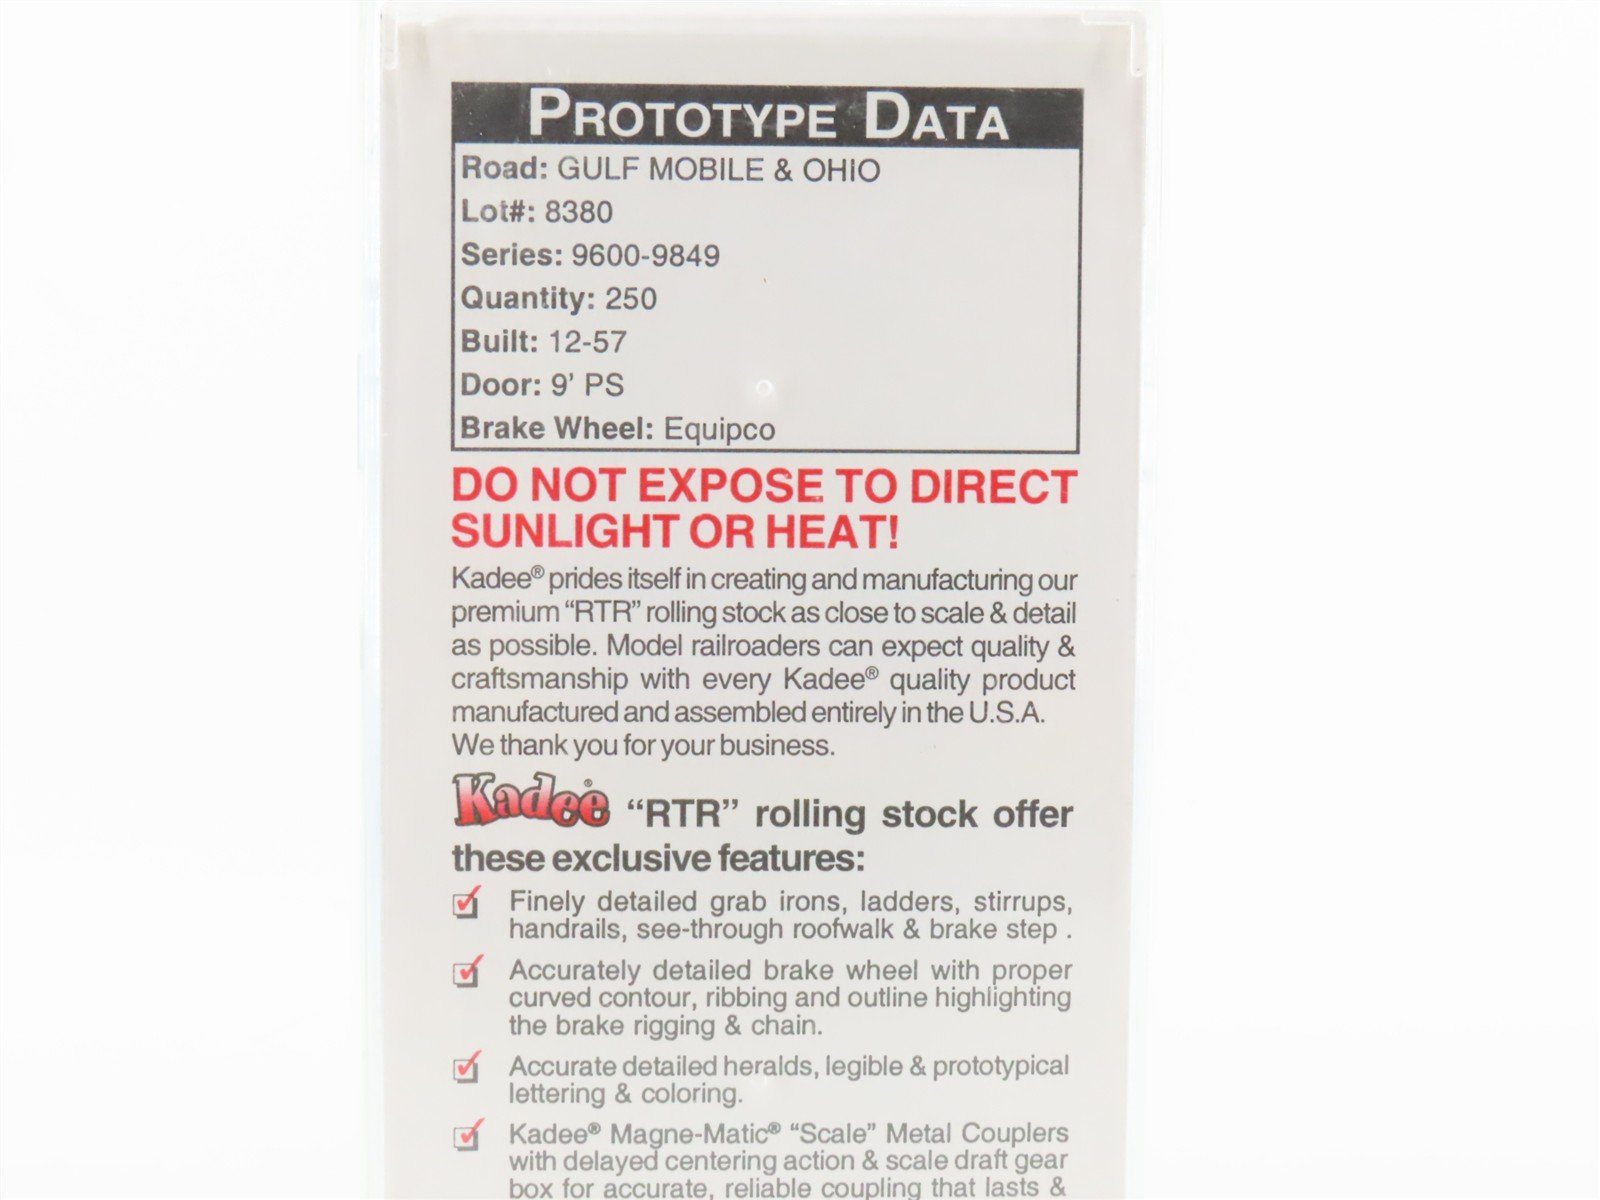 PROTOTYPE DATA
Road: GULF MOBILE & OHIO
Lot#: 8380
Series: 9600-9849
Quantity: 250
Built: 12-57
Door: 9' PS
Brake Wheel: Equipco
DO NOT EXPOSE TO DIRECT
SUNLIGHT OR HEAT!
Kadee® prides itself in creating and manufacturing our
premium “RTR” rolling stock as close to scale & detail
as possible. Model railroaders can expect quality &
craftsmanship with every Kadee® quality product
manufactured and assembled entirely in the U.S.A.
We thank you for your business.
Kadee® “RTR” rolling stock offer
these exclusive features:
Finely detailed grab irons, ladders, stirrups,
handrails, see-through roofwalk & brake step .
Accurately detailed brake wheel with proper
curved contour, ribbing and outline highlighting
the brake rigging & chain.
Accurate detailed heralds, legible & prototypical
lettering & coloring.
Kadee® Magne-Matic® “Scale” Metal Couplers
with delayed centering action & scale draft gear
box for accurate, reliable coupling that lasts &